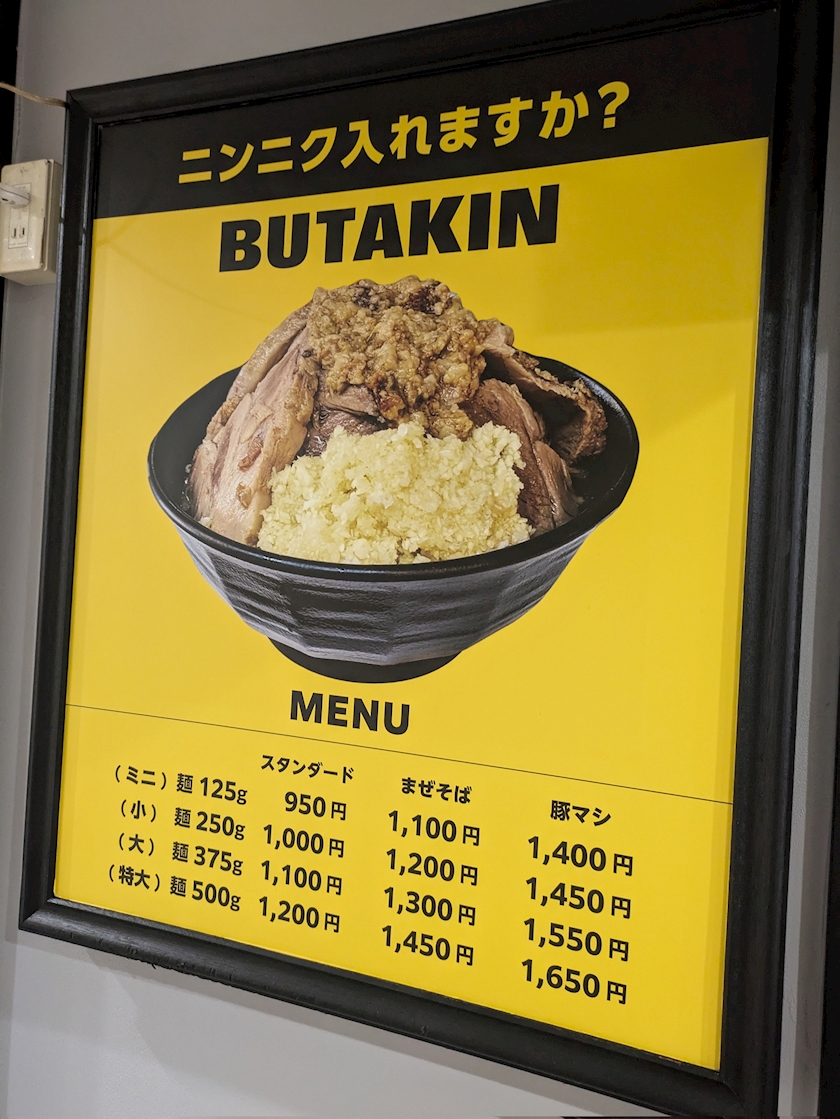 ニンニク入れますか?
BUTAKIN
MENU
スタンダード まぜそば 豚マシ
(ミニ) 麺 125g 950円 1,100円 1,400円
(小) 麺 250g 1,000円 1,200円 1,450円
(大) 麺 375g 1,100円 1,300円 1,550円
(特大) 麺 500g 1,200円 1,450円 1,650円